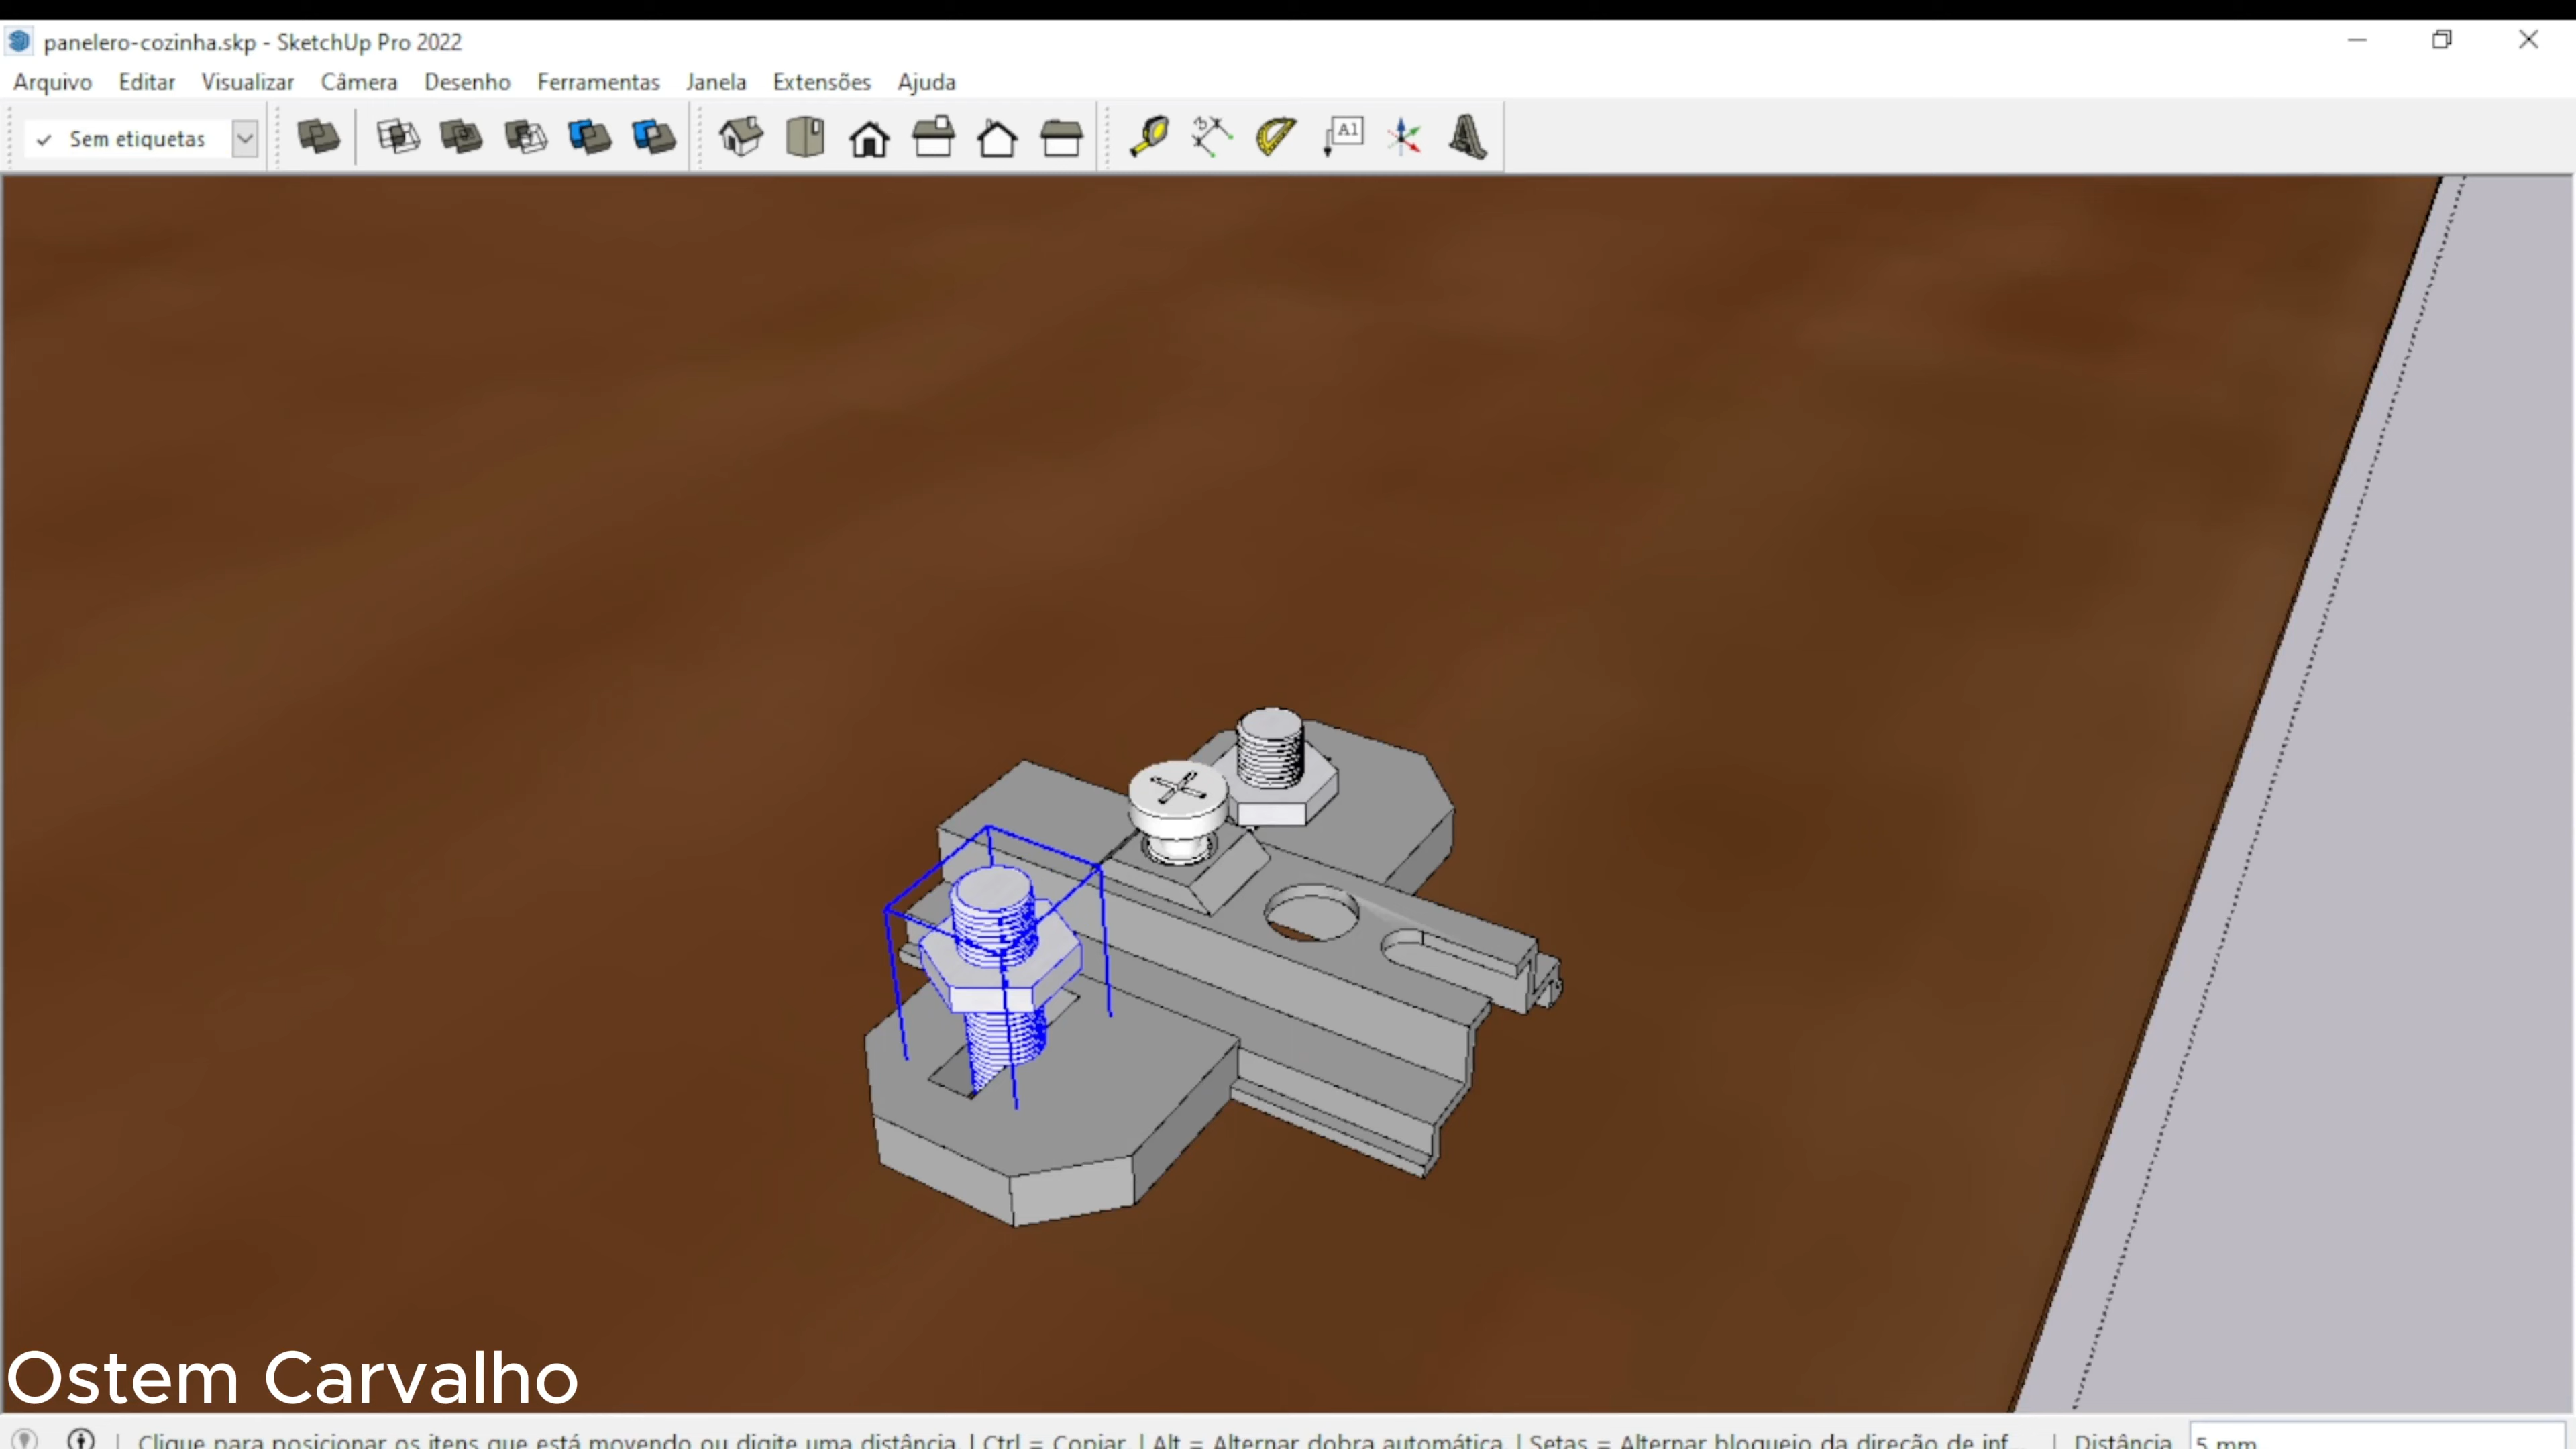 panelero-cozinha.skp - SketchUp Pro 2022
Arquivo Editar Visualizar Câmera Desenho Ferramentas Janela Extensões Ajuda
Sem etiquetas
A1
Ostem Carvalho
Clique para posicionar os itens que está movendo ou digite uma distância. | Ctrl = Copiar. | Alt = Alternar dobra automática. | Setas = Alternar bloqueio da direção de inf... | Distância 5 mm